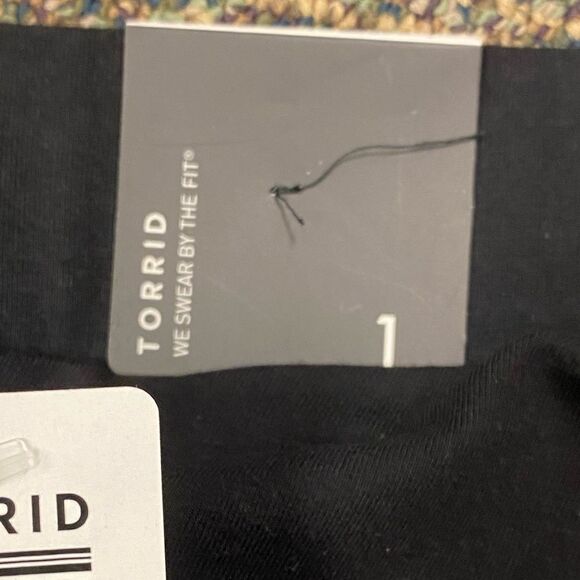 TORRID
WE SWEAR BY THE FIT®
1
RID